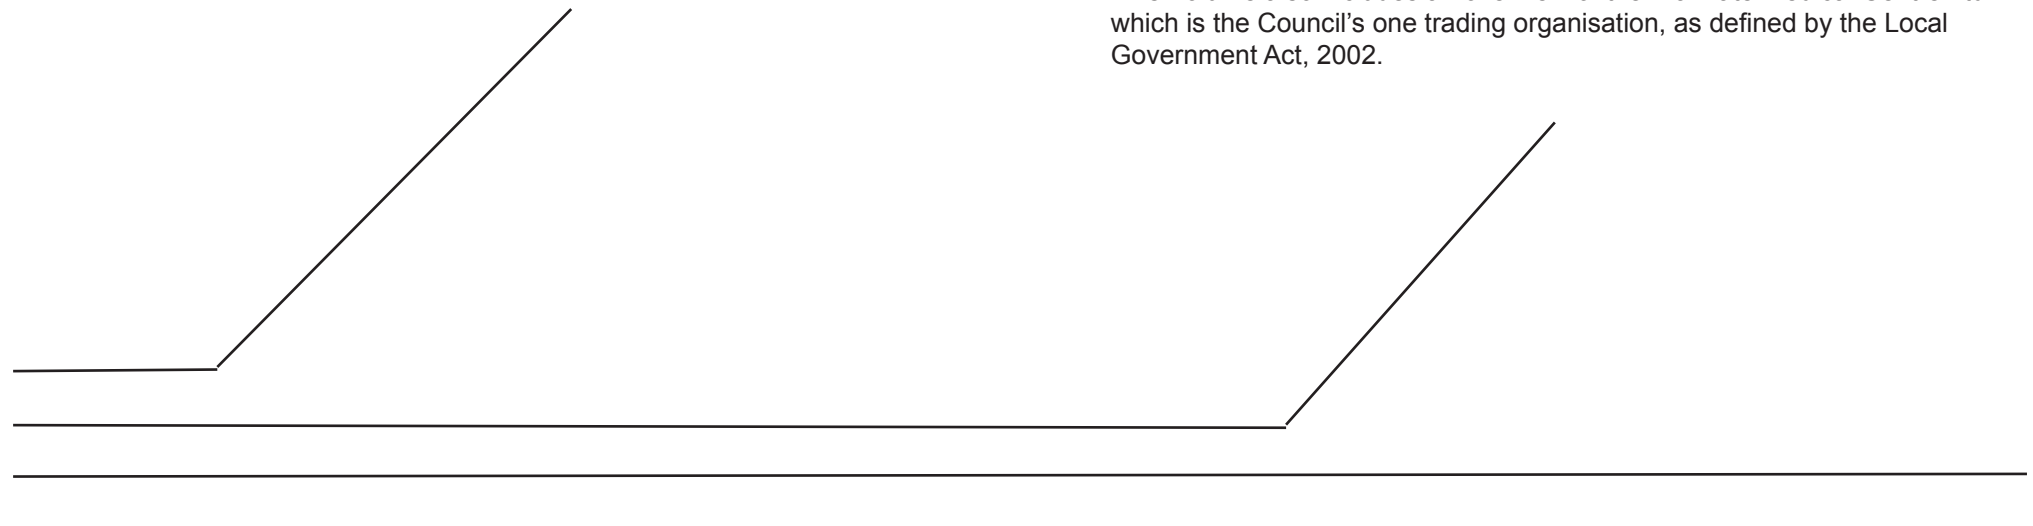 which is the Council’s one trading organisation, as defined by the Local
Government Act, 2002.